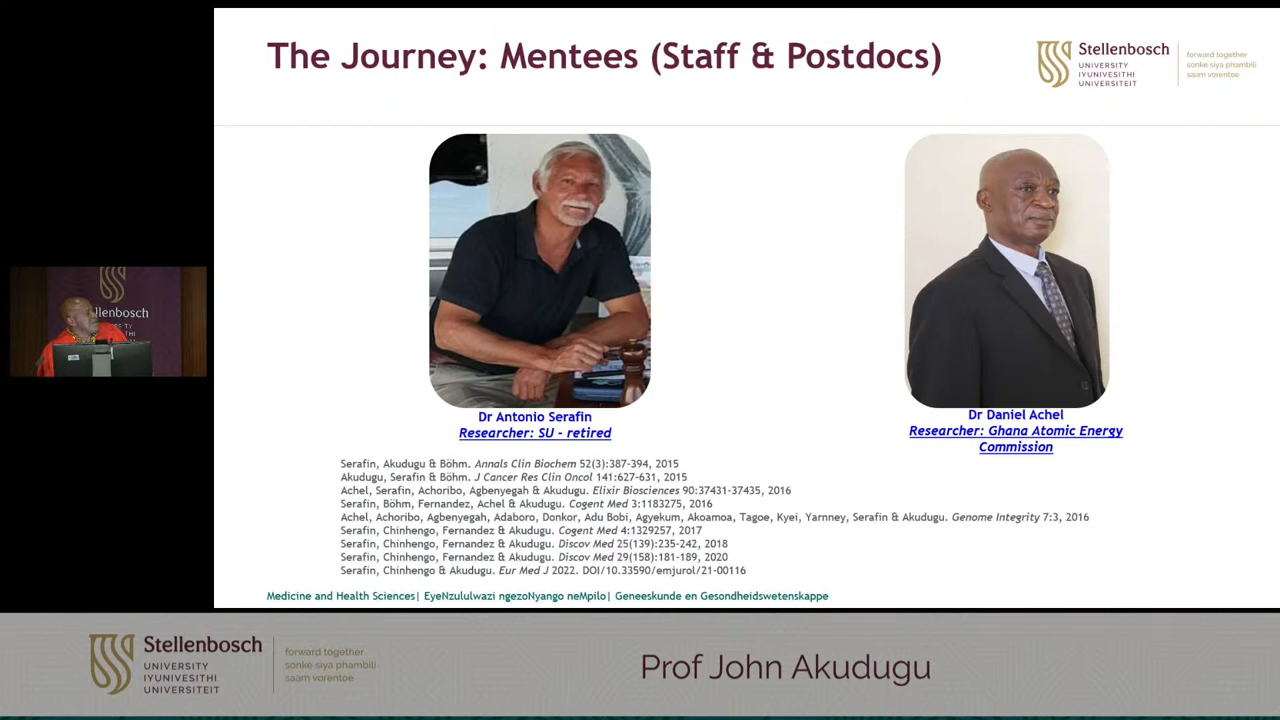 The Journey: Mentees (Staff & Postdocs)
Stellenbosch
UNIVERSITY
IYUNIVESITHI
UNIVERSITEIT
forward together
sonke siya phambili
saam vorentoe
llenbosch
Dr Antonio Serafin
Researcher: SU - retired
Dr Daniel Achel
Researcher: Ghana Atomic Energy
Commission
Serafin, Akudugu & Böhm. Annals Clin Biochem 52(3):387-394, 2015
Akudugu, Serafin & Böhm. J Cancer Res Clin Oncol 141:627-631, 2015
Achel, Serafin, Achoribo, Agbenyegah & Akudugu. Elixir Biosciences 90:37431-37435, 2016
Serafin, Böhm, Fernandez, Achel & Akudugu. Cogent Med 3:1183275, 2016
Achel, Achoribo, Agbenyegah, Adaboro, Donkor, Adu Bobi, Agyekum, Akoamoa, Tagoe, Kyei, Yarnney, Serafin & Akudugu. Genome Integrity 7:3, 2016
Serafin, Chinhengo, Fernandez & Akudugu. Cogent Med 4:1329257, 2017
Serafin, Chinhengo, Fernandez & Akudugu. Discov Med 25(139):235-242, 2018
Serafin, Chinhengo, Fernandez & Akudugu. Discov Med 29(158):181-189, 2020
Serafin, Chinhengo & Akudugu. Eur Med J 2022. DOI/10.33590/emjurol/21-00116
Medicine and Health Sciences| EyeNzululwazi ngezoNyango neMpilo| Geneeskunde en Gesondheidswetenskappe
Stellenbosch
UNIVERSITY
IYUNIVESITHI
UNIVERSITEIT
forward together
sonke siya phambili
saam vorentoe
Prof John Akudugu